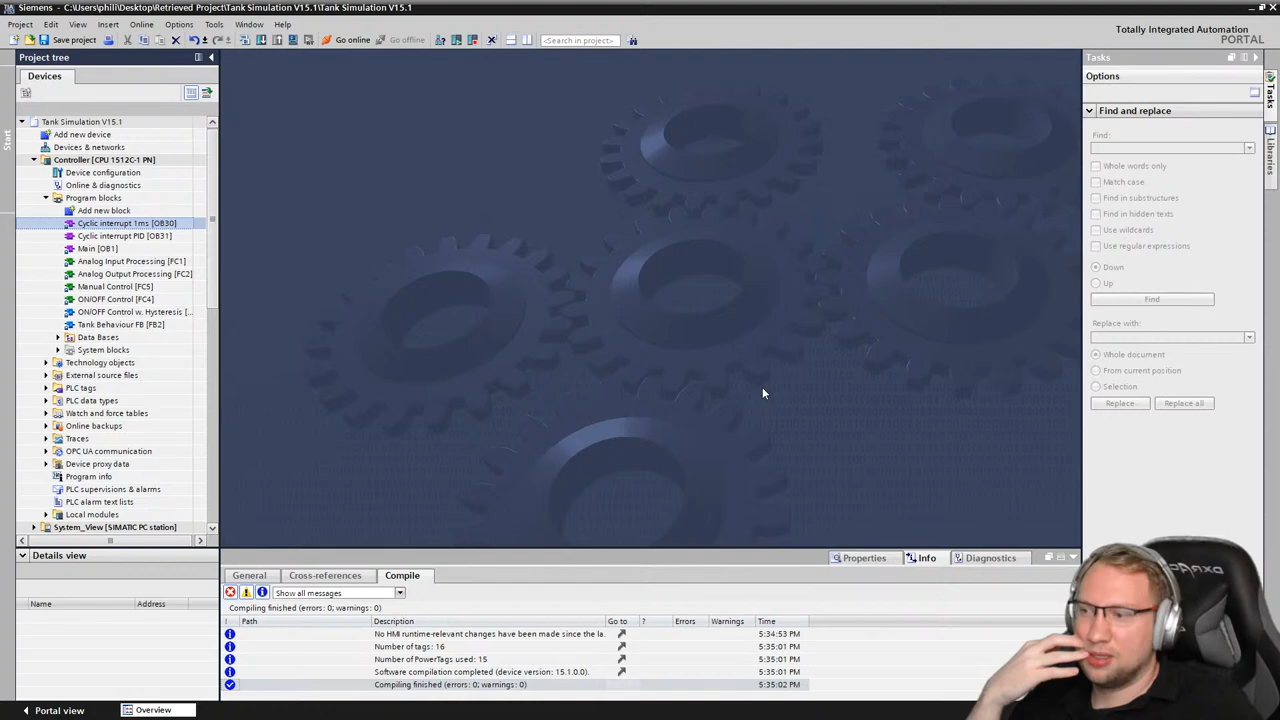 Siemens - C:\Users\phili\Desktop\Retrieved Project\Tank Simulation V15.1\Tank Simulation V15.1
Project Edit View Insert Online Options Tools Window Help
Save project
Go online
Go offline
<Search in project>
Totally Integrated Automation
PORTAL
Project tree
Devices
Start
Tank Simulation V15.1
Add new device
Devices & networks
Controller [CPU 1512C-1 PN]
Device configuration
Online & diagnostics
Program blocks
Add new block
Cyclic interrupt 1ms [OB30]
Cyclic interrupt PID [OB31]
Main [OB1]
Analog Input Processing [FC1]
Analog Output Processing [FC2]
Manual Control [FC5]
ON/OFF Control [FC4]
ON/OFF Control w. Hysteresis [...
Tank Behaviour FB [FB2]
Data Bases
System blocks
Technology objects
External source files
PLC tags
PLC data types
Watch and force tables
Online backups
Traces
OPC UA communication
Device proxy data
Program info
PLC supervisions & alarms
PLC alarm text lists
Local modules
System_View [SIMATIC PC station]
Details view
Name Address
Portal view
Overview
Tasks
Options
Find and replace
Find:
Whole words only
Match case
Find in substructures
Find in hidden texts
Use wildcards
Use regular expressions
Down
Up
Find
Replace with:
Whole document
From current position
Selection
Replace Replace all
Tasks
Libraries
Properties Info Diagnostics
General Cross-references Compile
Show all messages
Compiling finished (errors: 0; warnings: 0)
! Path Description Go to ? Errors Warnings Time
No HMI runtime-relevant changes have been made since the la. 5:34:53 PM
Number of tags: 16 5:35:01 PM
Number of PowerTags used: 15 5:35:01 PM
Software compilation completed (device version: 15.1.0.0). 5:35:01 PM
Compiling finished (errors: 0; warnings: 0) 5:35:02 PM